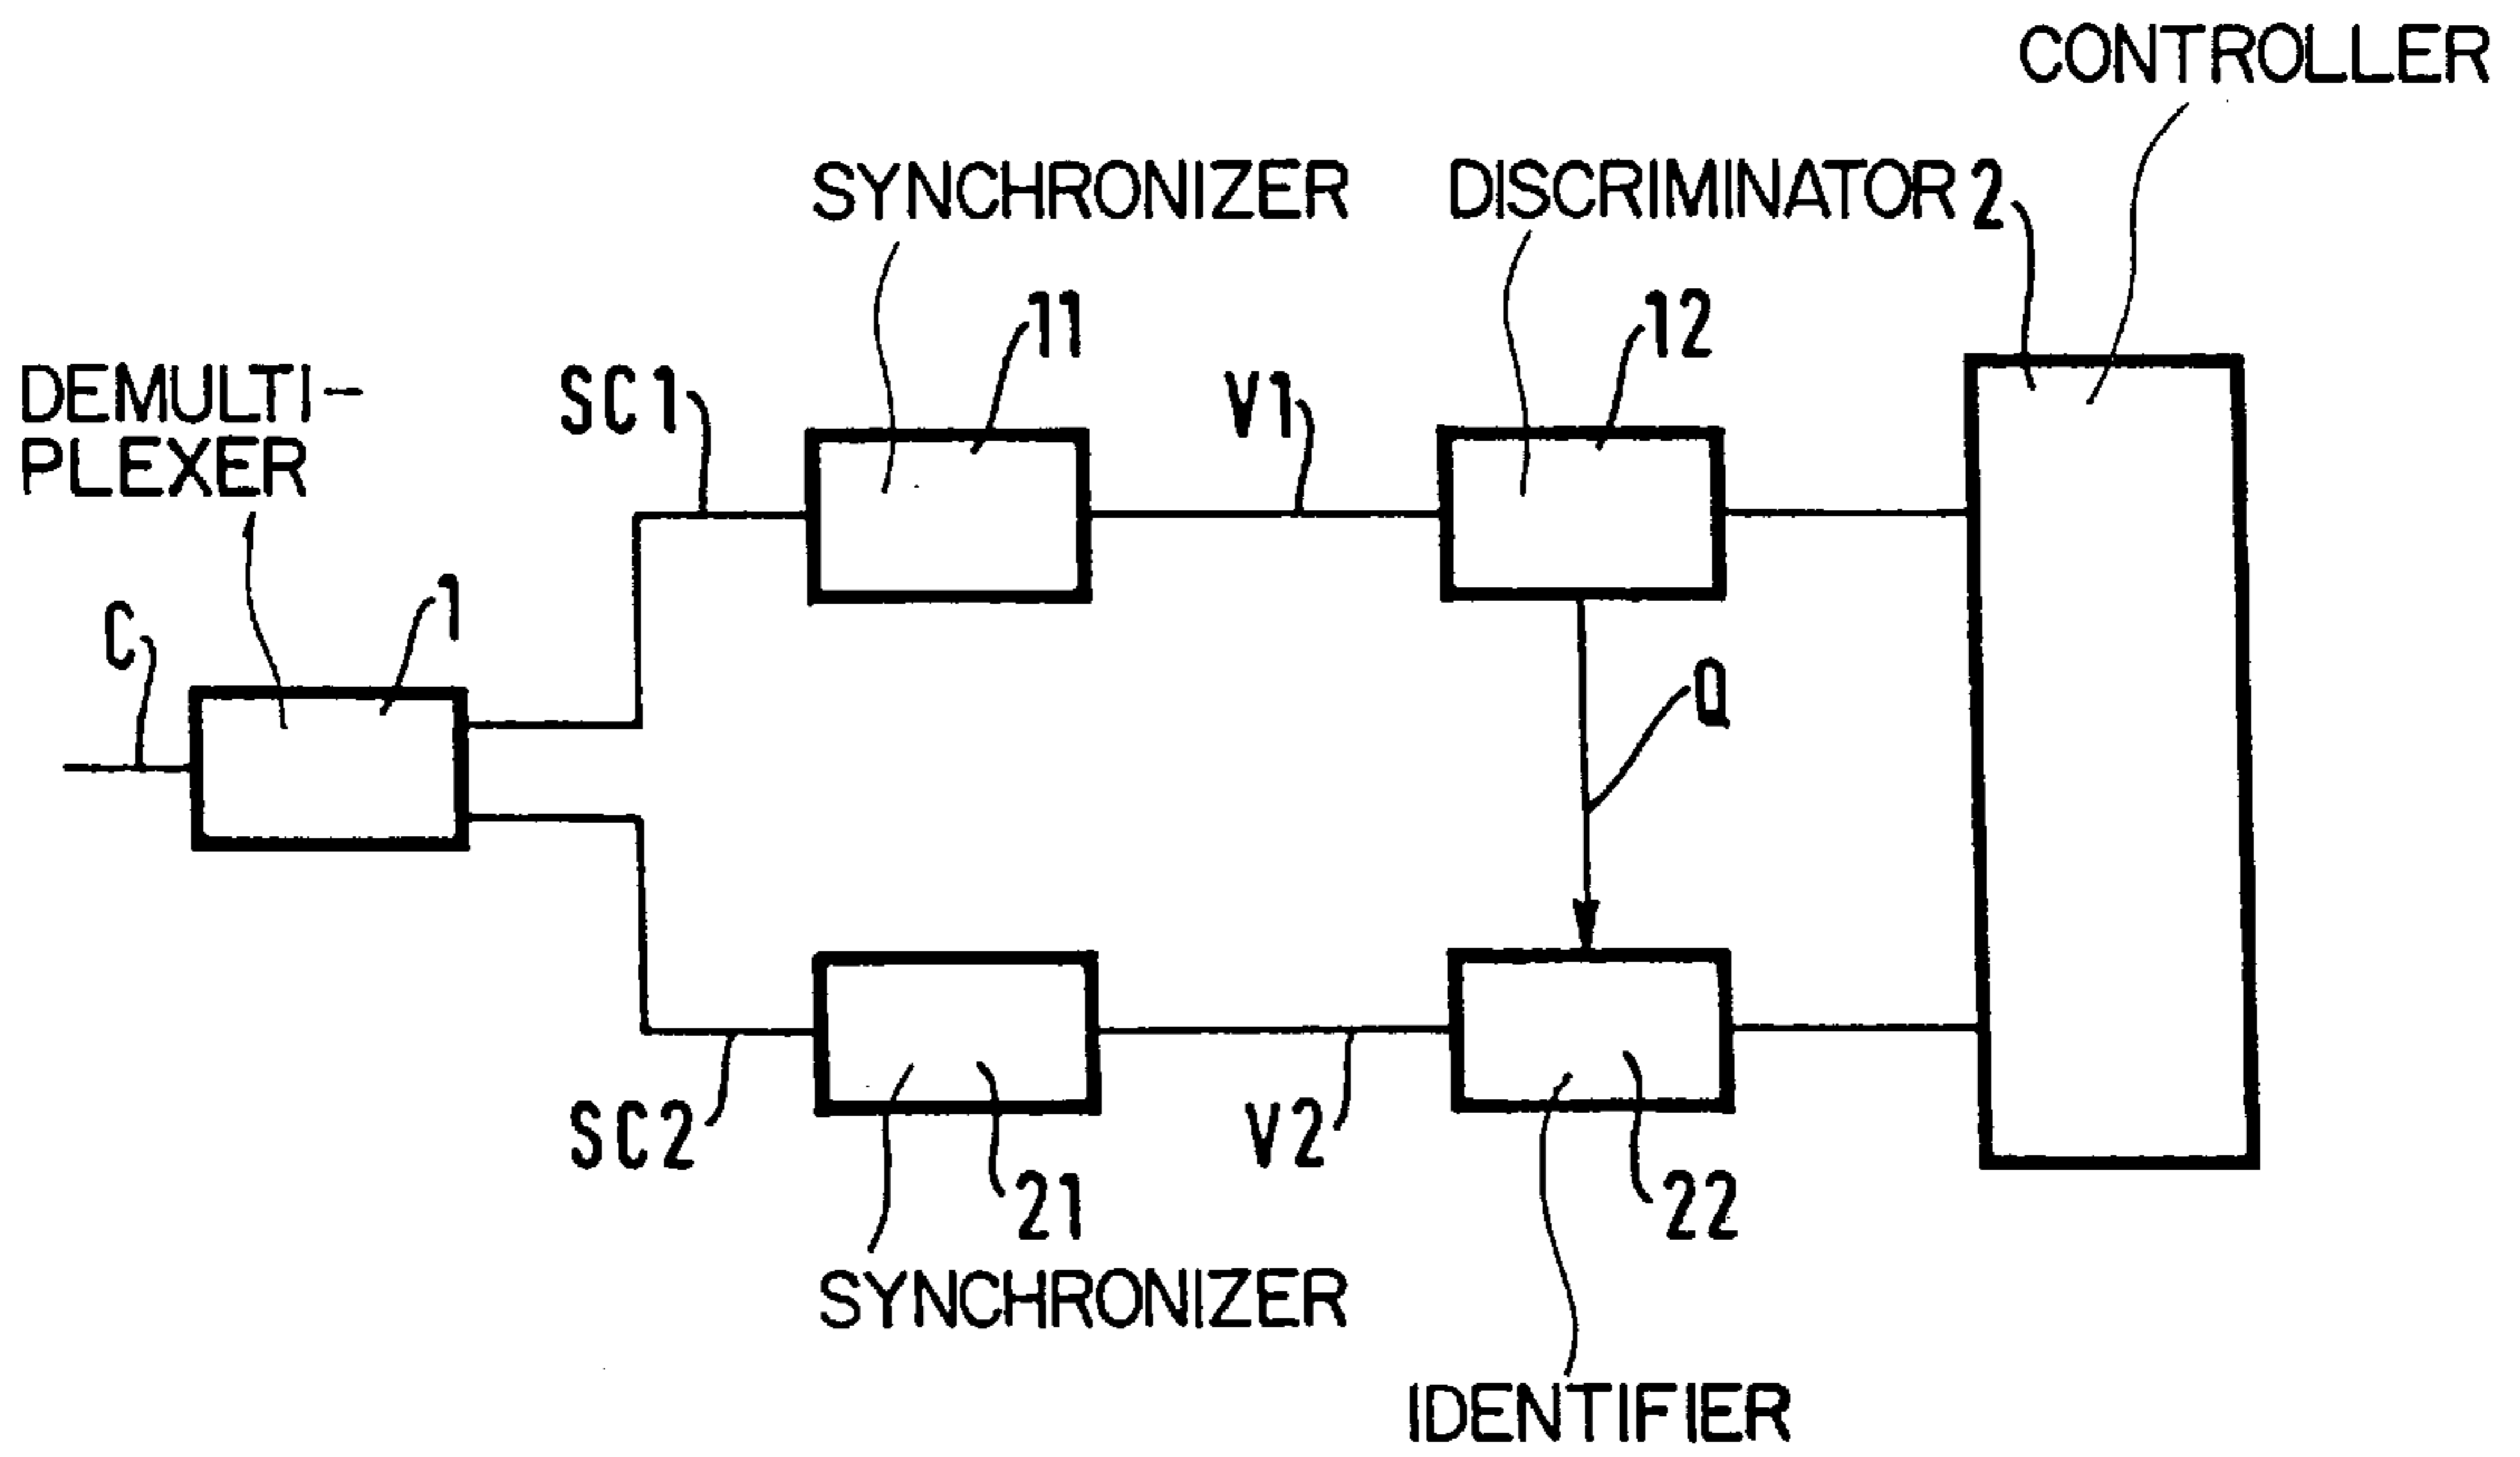 CONTROLLER
SYNCHRONIZER
DISCRIMINATOR 2
11
12
DEMULTI-
PLEXER
SC1
V1
C
1
Q
SC2
21
V2
22
SYNCHRONIZER
IDENTIFIER